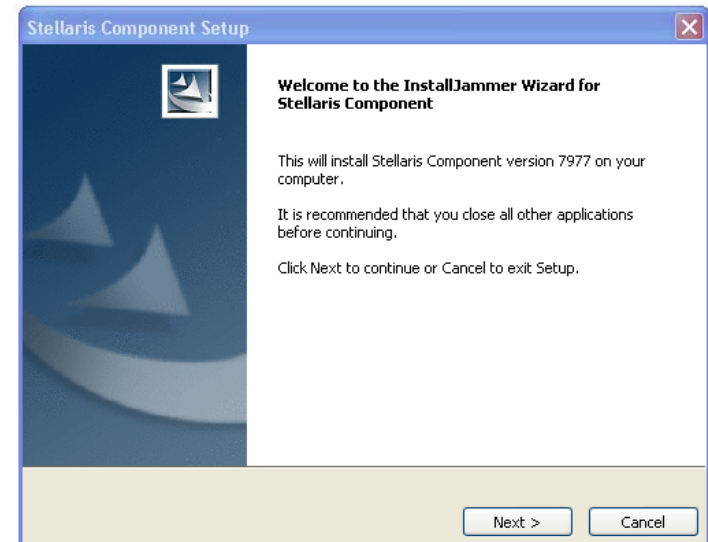 Stellaris Component Setup
Welcome to the InstallJammer Wizard for
Stellaris Component
This will install Stellaris Component version 7977 on your
computer.
It is recommended that you close all other applications
before continuing.
Click Next to continue or Cancel to exit Setup.
Next >
Cancel